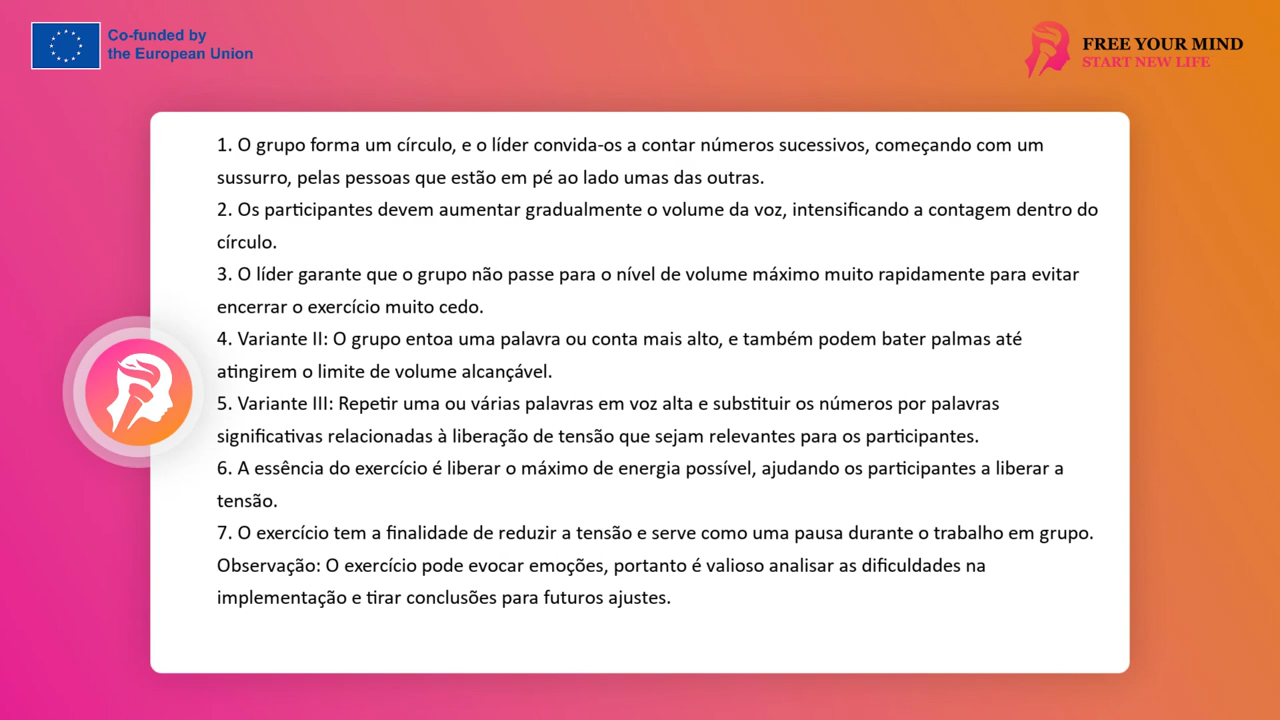 Co-funded by
the European Union
FREE YOUR MIND
START NEW LIFE
1. O grupo forma um círculo, e o líder convida-os a contar números sucessivos, começando com um
sussurro, pelas pessoas que estão em pé ao lado umas das outras.
2. Os participantes devem aumentar gradualmente o volume da voz, intensificando a contagem dentro do
círculo.
3. O líder garante que o grupo não passe para o nível de volume máximo muito rapidamente para evitar
encerrar o exercício muito cedo.
4. Variante II: O grupo entoa uma palavra ou conta mais alto, e também podem bater palmas até
atingirem o limite de volume alcançável.
5. Variante III: Repetir uma ou várias palavras em voz alta e substituir os números por palavras
significativas relacionadas à liberação de tensão que sejam relevantes para os participantes.
6. A essência do exercício é liberar o máximo de energia possível, ajudando os participantes a liberar a
tensão.
7. O exercício tem a finalidade de reduzir a tensão e serve como uma pausa durante o trabalho em grupo.
Observação: O exercício pode evocar emoções, portanto é valioso analisar as dificuldades na
implementação e tirar conclusões para futuros ajustes.